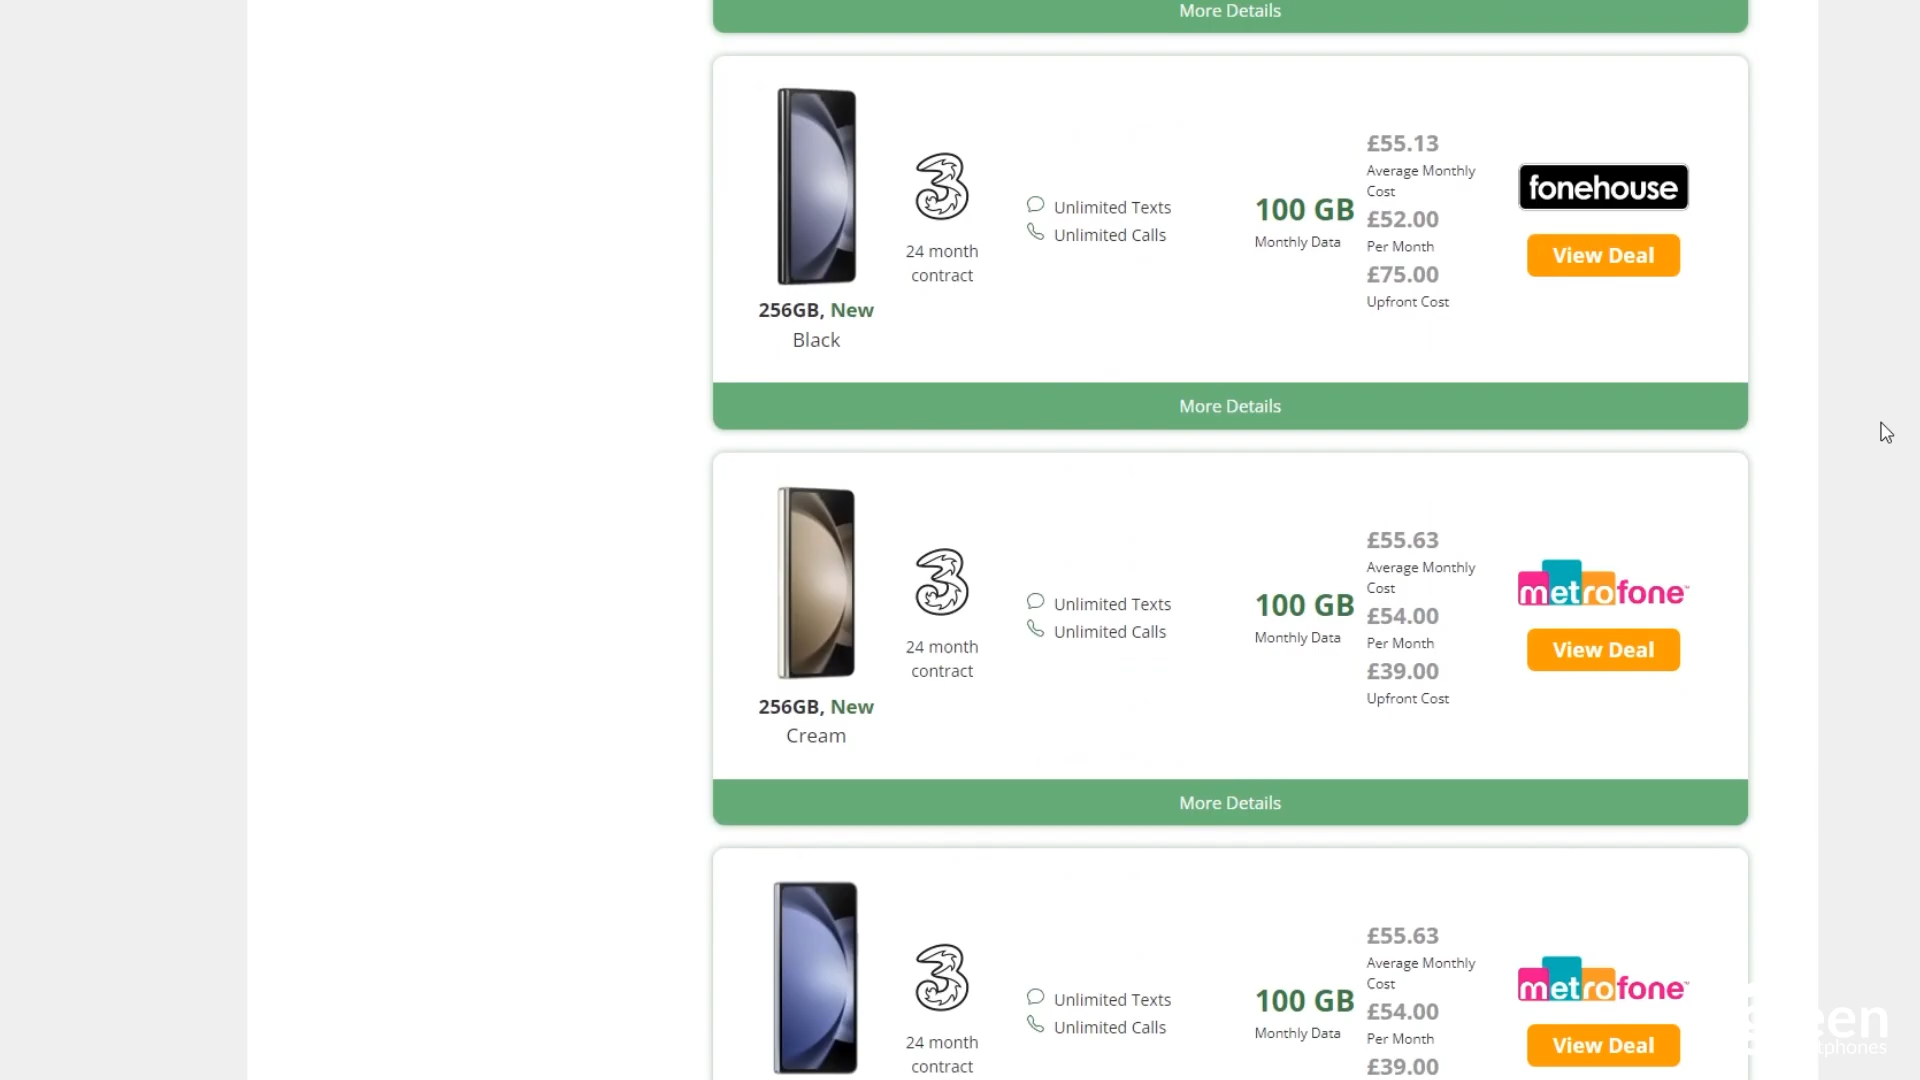 More Details
£55.13
Average Monthly
Cost
£52.00
Per Month
£75.00
Upfront Cost
24 month
contract
Unlimited Texts
Unlimited Calls
100 GB
Monthly Data
fonehouse
View Deal
256GB, New
Black
More Details
£55.63
Average Monthly
Cost
£54.00
Per Month
£39.00
Upfront Cost
24 month
contract
Unlimited Texts
Unlimited Calls
100 GB
Monthly Data
metrofone
View Deal
256GB, New
Cream
More Details
£55.63
Average Monthly
Cost
£54.00
Per Month
£39.00
24 month
contract
Unlimited Texts
Unlimited Calls
100 GB
Monthly Data
metrofone
View Deal